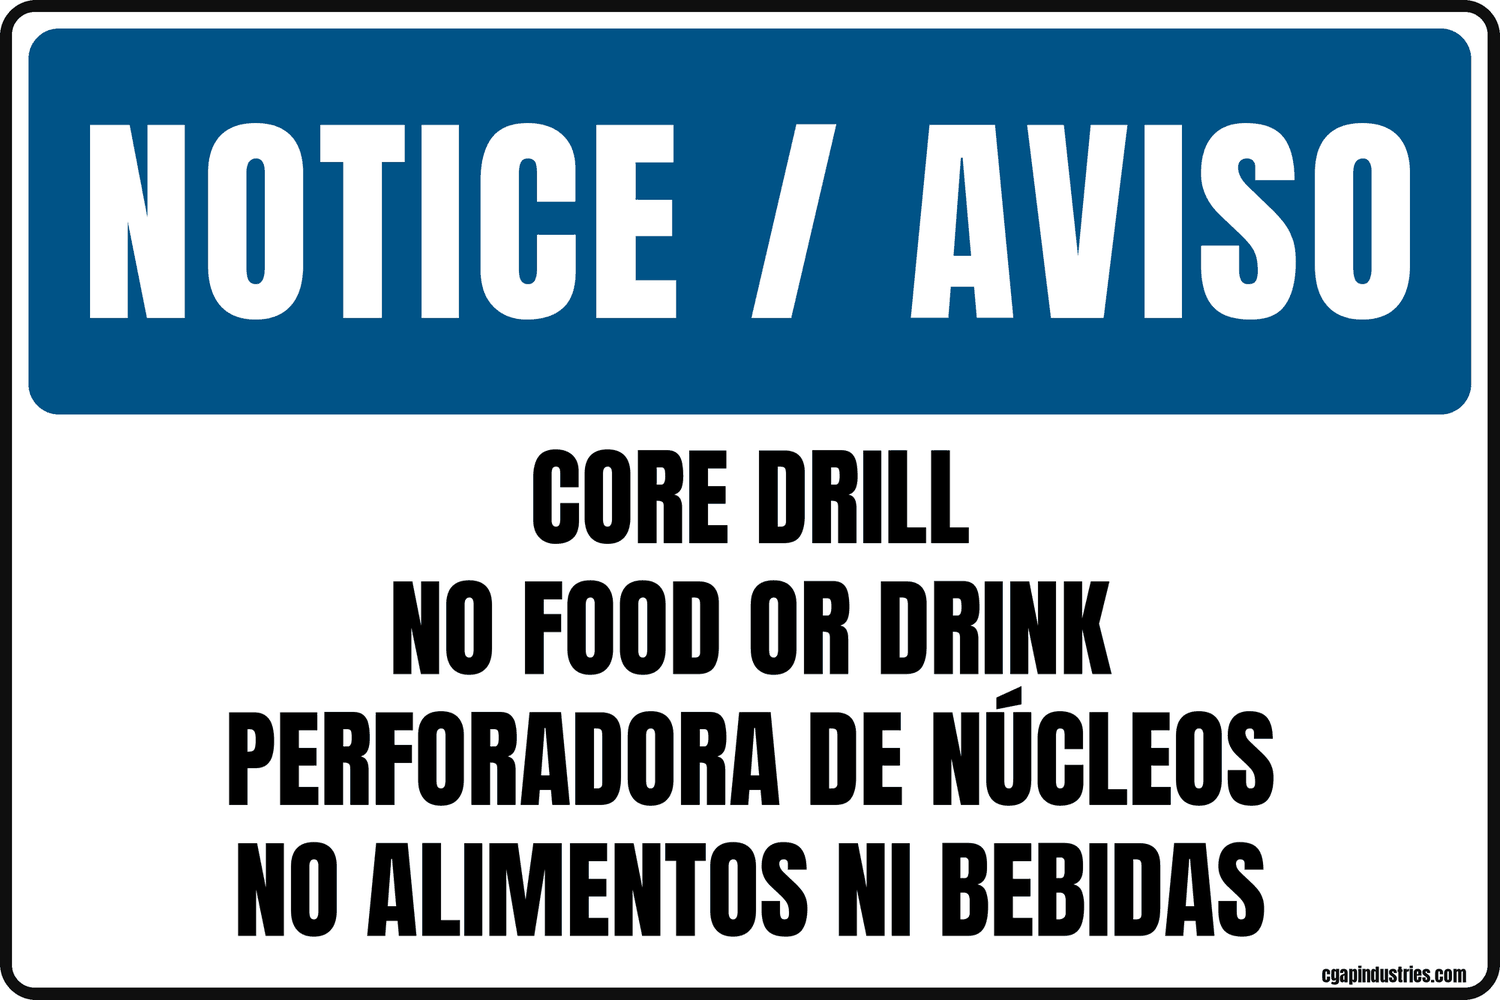 NOTICE / AVISO
CORE DRILL
NO FOOD OR DRINK
PERFORADORA DE NÚCLEOS
NO ALIMENTOS NI BEBIDAS
cgapindustries.com